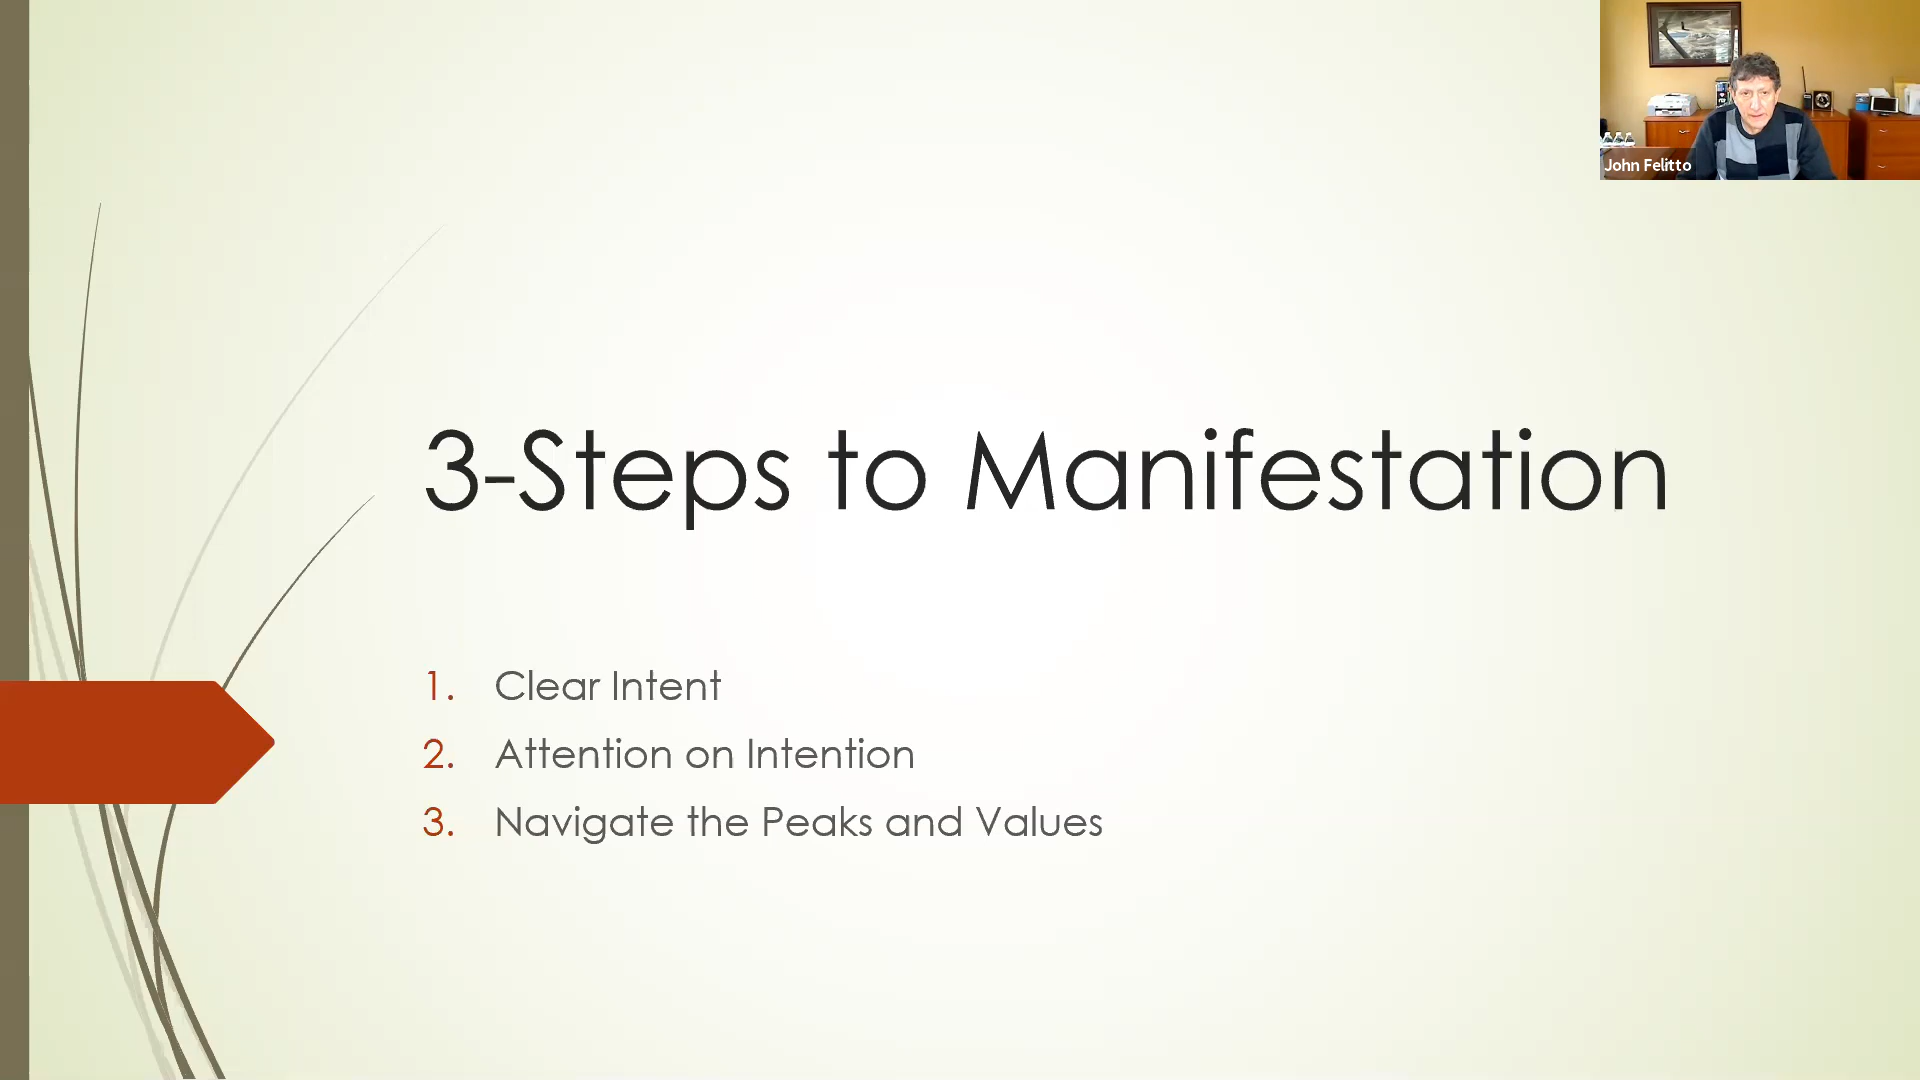 John Felitto
3-Steps to Manifestation
1. Clear Intent
2. Attention on Intention
3. Navigate the Peaks and Values